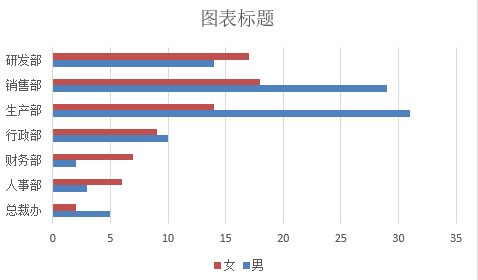 图表标题
研发部
销售部
生产部
行政部
财务部
人事部
总裁办
0 5 10 15 20 25 30 35
女 男